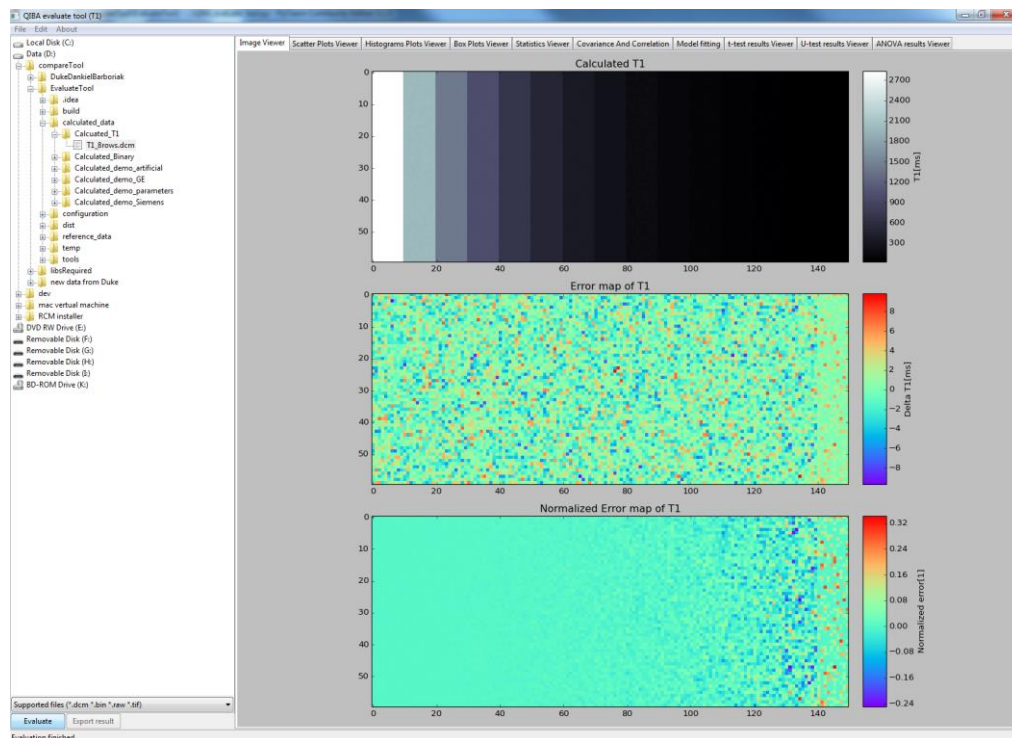 QIBA evaluate tool (T1)
File Edit About
Local Disk (C:)
Data (D:)
compareTool
DukeDankielBarboriak
EvaluateTool
.idea
build
calculated_data
Calcuated_T1
T1_Brows.dcm
Calculated_Binary
Calculated_demo_artificial
Calculated_demo_GE
Calculated_demo_parameters
Calculated_demo_Siemens
configuration
dist
reference_data
temp
tools
libsRequired
new data from Duke
dev
mac vertual machine
RCM installer
DVD RW Drive (E:)
Removable Disk (F:)
Removable Disk (G:)
Removable Disk (H:)
Removable Disk (I:)
BD-ROM Drive (K:)
Supported files (*.dcm *.bin *.raw *.tif)
Evaluate Export result
Evaluation finished
Image Viewer Scatter Plots Viewer Histograms Plots Viewer Box Plots Viewer Statistics Viewer Covariance And Correlation Model fitting t-test results Viewer U-test results Viewer ANOVA results Viewer
Calculated T1
0
10
20
30
40
50
0 20 40 60 80 100 120 140
2700
2400
2100
1800
1500
1200
900
600
300
T1[ms]
Error map of T1
0
10
20
30
40
50
0 20 40 60 80 100 120 140
8
6
4
2
0
−2
−4
−6
−8
Delta T1[ms]
Normalized Error map of T1
0
10
20
30
40
50
0 20 40 60 80 100 120 140
0.32
0.24
0.16
0.08
0.00
−0.08
−0.16
−0.24
Normalized error[1]